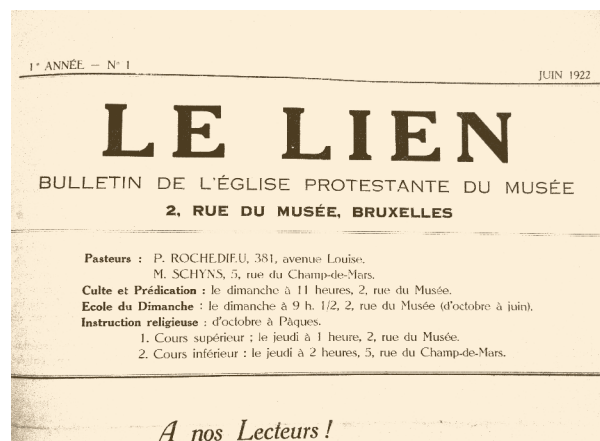 1e ANNÉE — N° 1
JUIN 1922
LE LIEN
BULLETIN DE L'ÉGLISE PROTESTANTE DU MUSÉE
2, RUE DU MUSÉE, BRUXELLES
Pasteurs : P. ROCHEDIEU, 381, avenue Louise.
M. SCHYNS, 5, rue du Champ-de-Mars.
Culte et Prédication : le dimanche à 11 heures, 2, rue du Musée.
Ecole du Dimanche : le dimanche à 9 h. 1/2, 2, rue du Musée (d'octobre à juin).
Instruction religieuse : d'octobre à Pâques.
1. Cours supérieur : le jeudi à 1 heure, 2, rue du Musée.
2. Cours inférieur : le jeudi à 2 heures, 5, rue du Champ-de-Mars.
A nos Lecteurs !